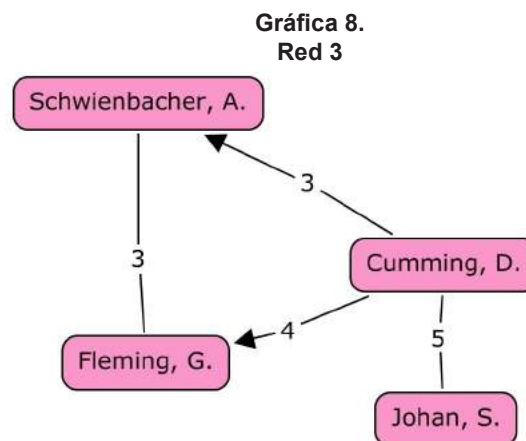 Gráfica 8.
Red 3
Schwienbacher, A.
3
3
Cumming, D.
4
5
Fleming, G.
Johan, S.